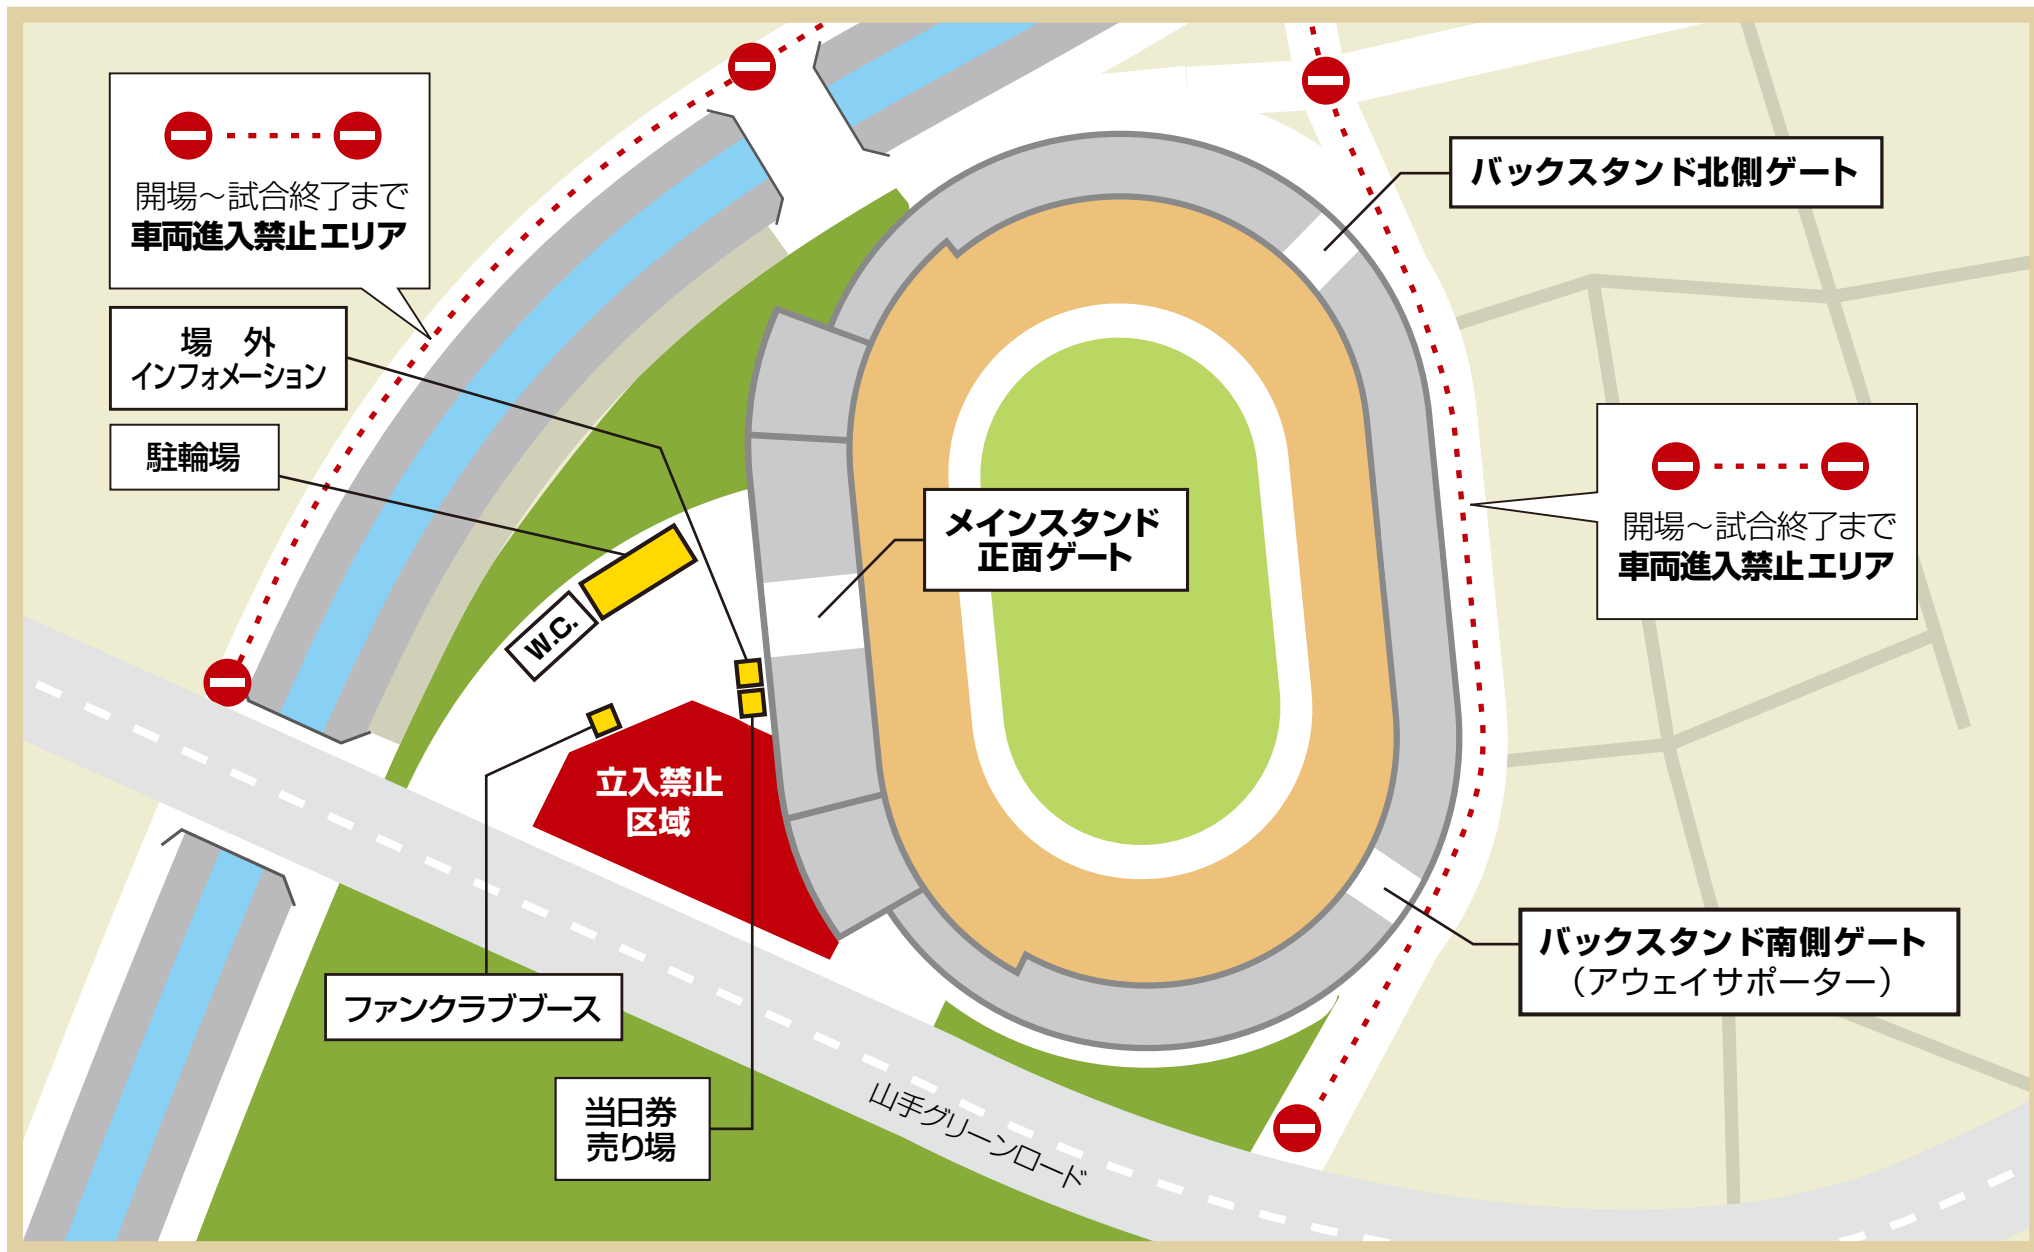 開場～試合終了まで
車両進入禁止エリア
場　外
インフォメーション
駐輪場
W.C.
メインスタンド
正面ゲート
バックスタンド北側ゲート
開場～試合終了まで
車両進入禁止エリア
立入禁止
区域
バックスタンド南側ゲート
（アウェイサポーター）
ファンクラブブース
当日券
売り場
山手グリーンロード